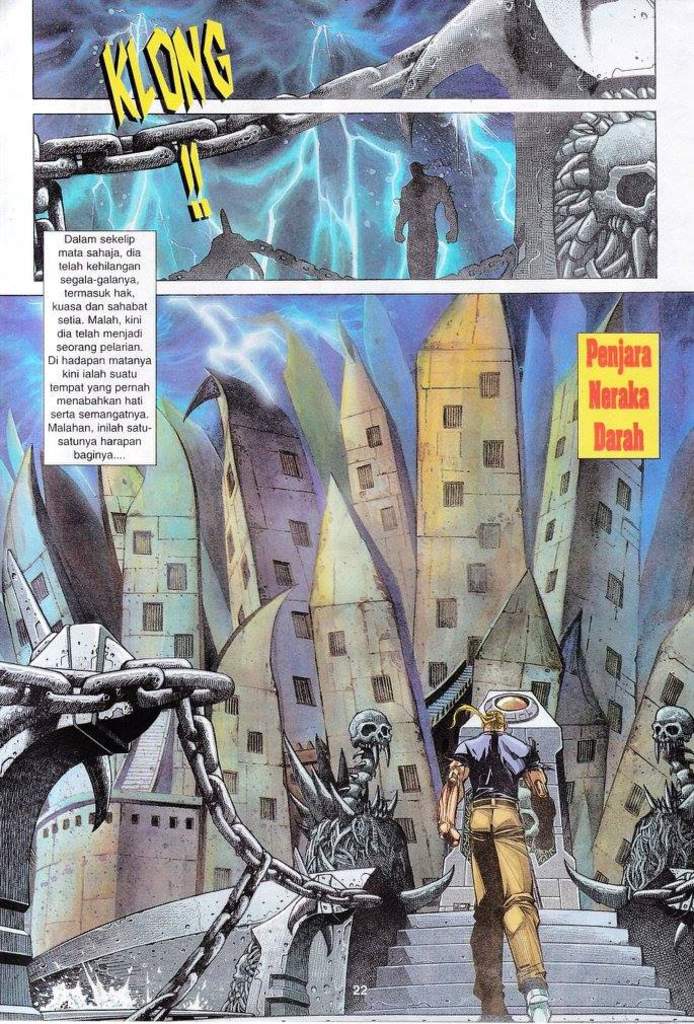 KLONG
!!
Dalam sekelip
mata sahaja, dia
telah kehilangan
segala-galanya,
termasuk hak,
kuasa dan sahabat
setia. Malah, kini
dia telah menjadi
seorang pelarian.
Di hadapan matanya
kini ialah suatu
tempat yang pernah
menabahkan hati
serta semangatnya.
Malahan, inilah satu-
satunya harapan
baginya....
Penjara
Neraka
Darah
22